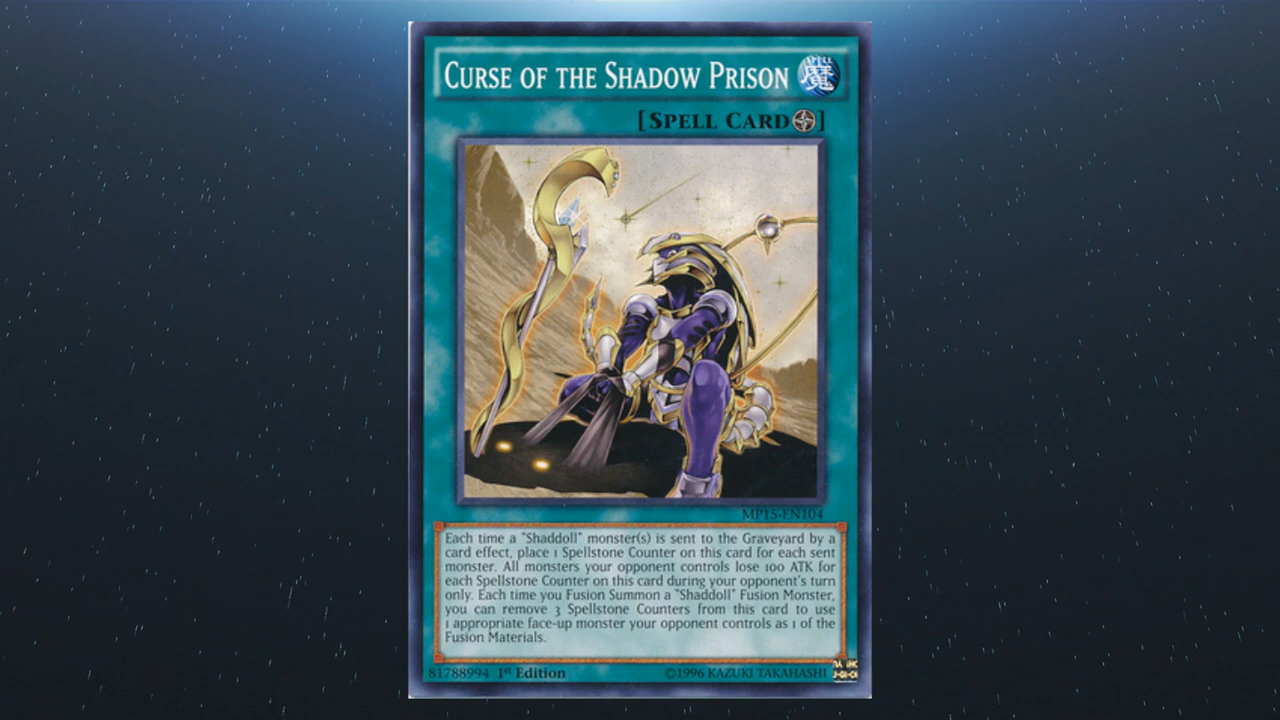 CURSE OF THE SHADOW PRISON
魔
[SPELL CARD]
MP15-EN104
Each time a "Shaddoll" monster(s) is sent to the Graveyard by a
card effect, place 1 Spellstone Counter on this card for each sent
monster. All monsters your opponent controls lose 100 ATK for
each Spellstone Counter on this card during your opponent's turn
only. Each time you Fusion Summon a "Shaddoll" Fusion Monster,
you can remove 3 Spellstone Counters from this card to use
1 appropriate face-up monster your opponent controls as 1 of the
Fusion Materials.
81788994 1st Edition ©1996 KAZUKI TAKAHASHI